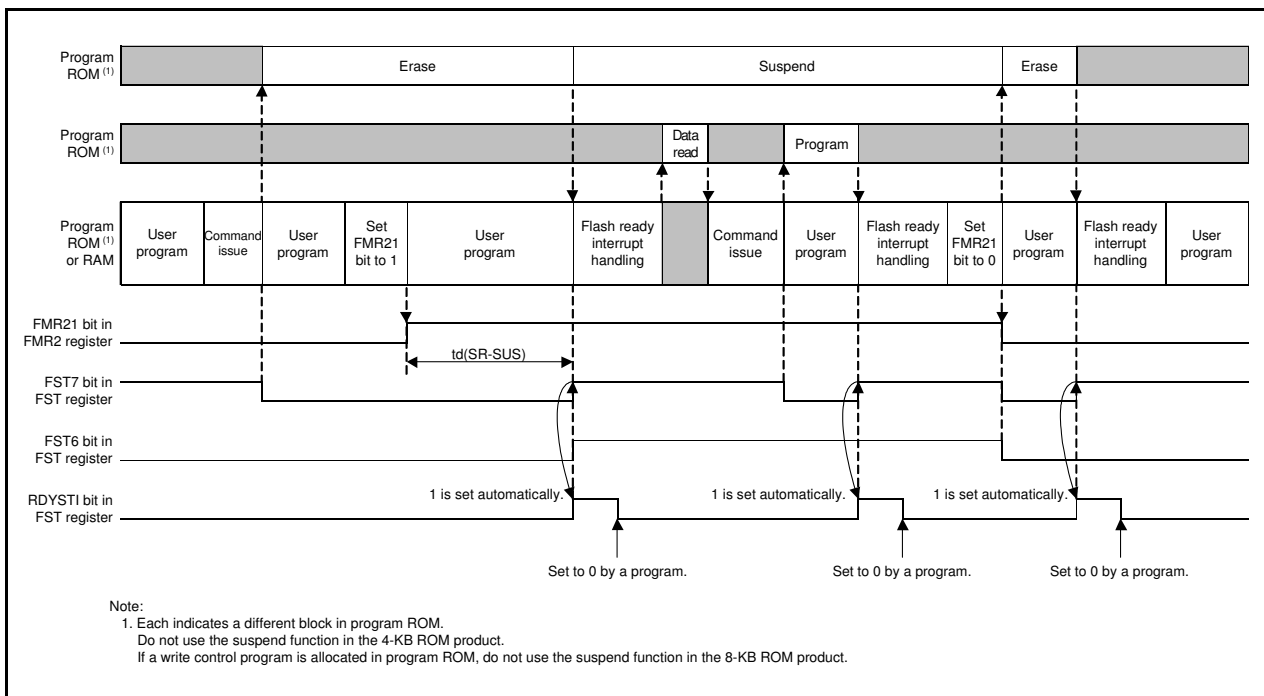 Program
ROM (1)
Erase
Suspend
Erase
Program
ROM (1)
Data
read
Program
Program
ROM (1)
or RAM
User
program
Command
issue
User
program
Set
FMR21
bit to 1
User
program
Flash ready
interrupt
handling
Command
issue
User
program
Flash ready
interrupt
handling
Set
FMR21
bit to 0
User
program
Flash ready
interrupt
handling
User
program
FMR21 bit in
FMR2 register
td(SR-SUS)
FST7 bit in
FST register
FST6 bit in
FST register
RDYSTI bit in
FST register
1 is set automatically.
1 is set automatically.
1 is set automatically.
Set to 0 by a program.
Set to 0 by a program.
Set to 0 by a program.
Note:
1. Each indicates a different block in program ROM.
Do not use the suspend function in the 4-KB ROM product.
If a write control program is allocated in program ROM, do not use the suspend function in the 8-KB ROM product.